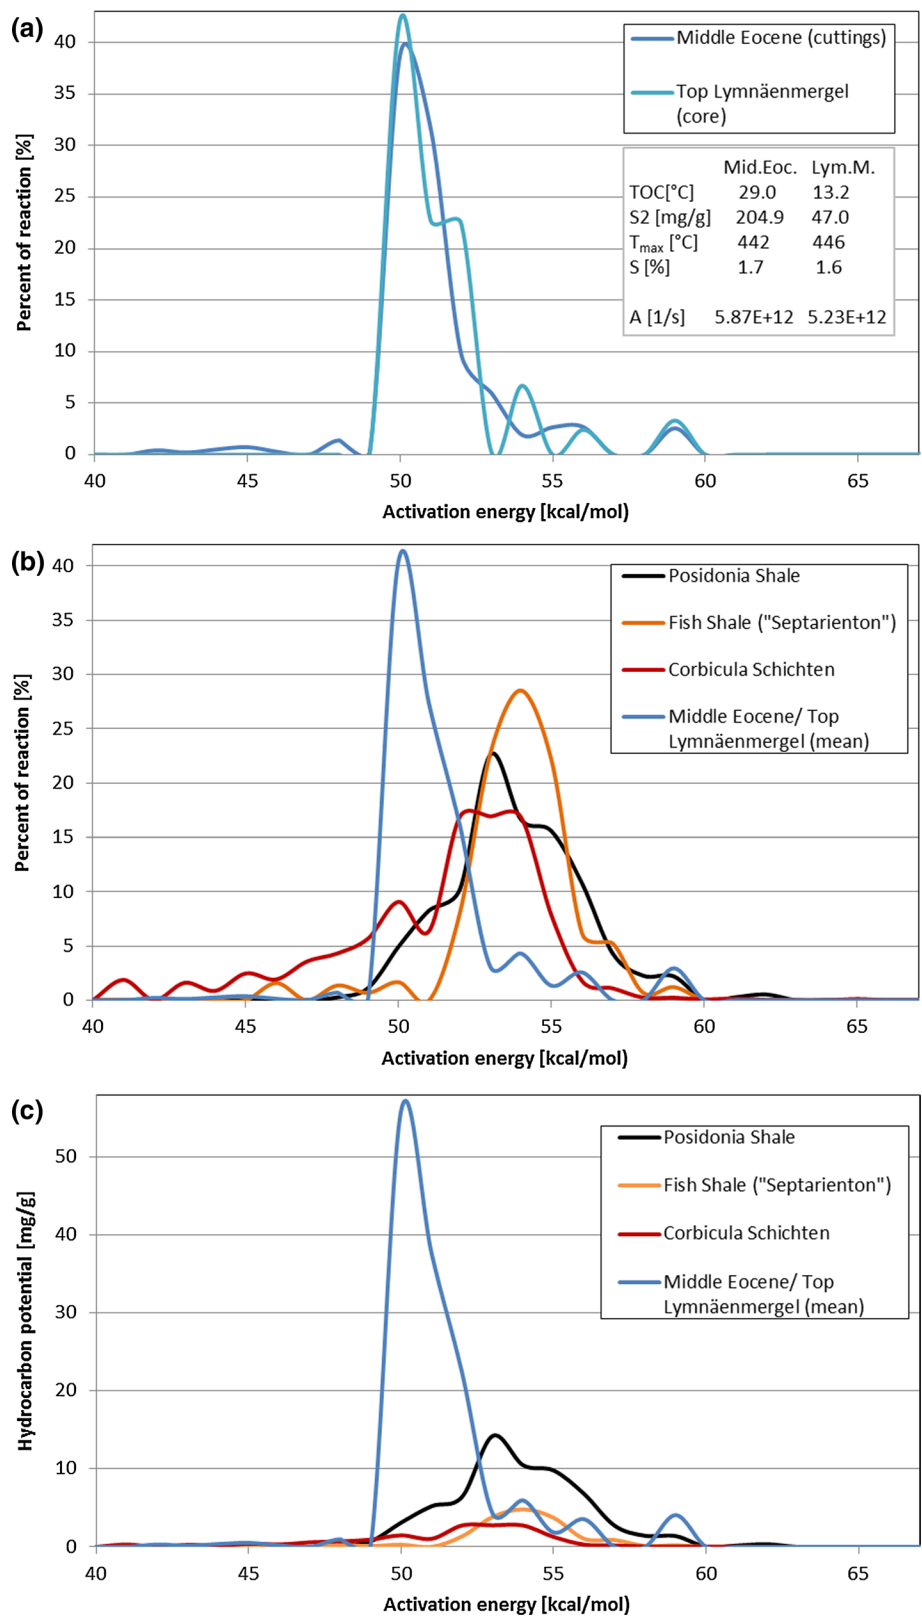 (a)
40
35
30
25
20
15
10
5
0
Percent of reaction [%]
Middle Eocene (cuttings)
Top Lymnäenmergel
(core)
Mid.Eoc. Lym.M.
TOC[°C] 29.0 13.2
S2 [mg/g] 204.9 47.0
Tmax [°C] 442 446
S [%] 1.7 1.6
A [1/s] 5.87E+12 5.23E+12
40 45 50 55 60 65
Activation energy [kcal/mol)
(b)
40
35
30
25
20
15
10
5
0
Percent of reaction [%]
Posidonia Shale
Fish Shale ("Septarienton")
Corbicula Schichten
Middle Eocene/ Top
Lymnäenmergel (mean)
40 45 50 55 60 65
Activation energy [kcal/mol)
(c)
50
40
30
20
10
0
Hydrocarbon potential [mg/g]
Posidonia Shale
Fish Shale ("Septarienton")
Corbicula Schichten
Middle Eocene/ Top
Lymnäenmergel (mean)
40 45 50 55 60 65
Activation energy [kcal/mol)